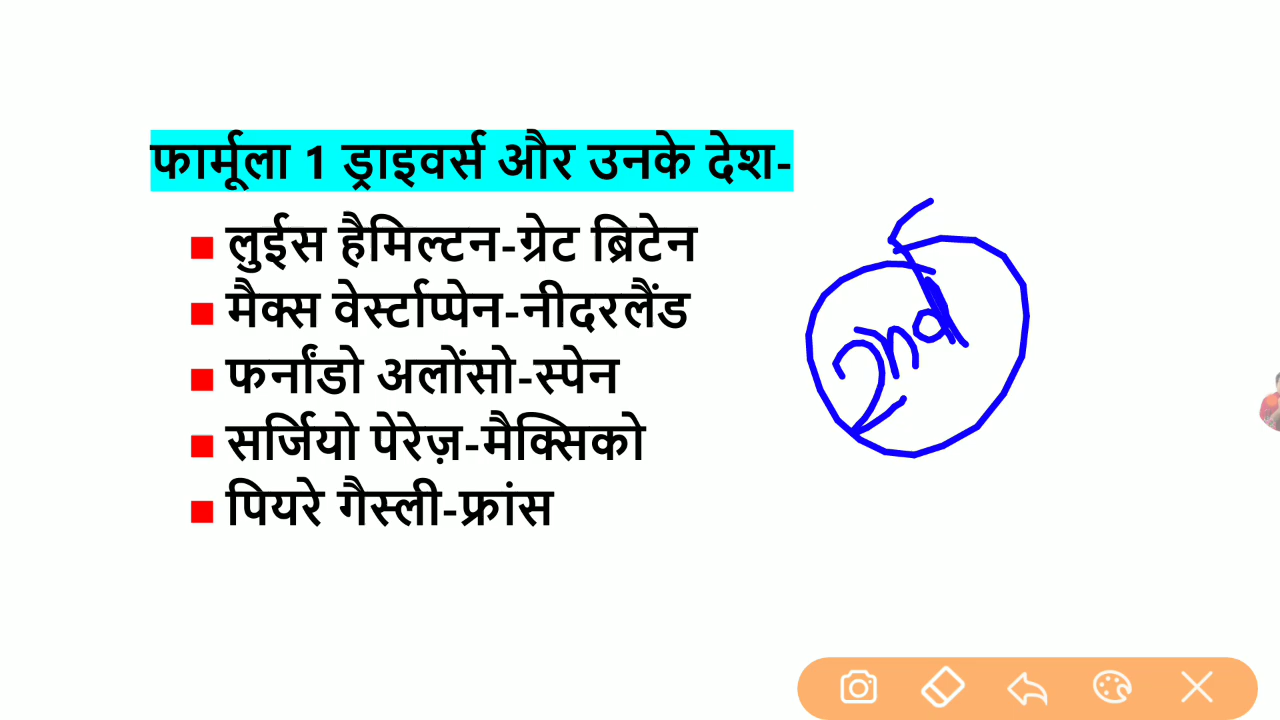 फार्मूला 1 ड्राइवर्स और उनके देश-
लुईस हैमिल्टन-ग्रेट ब्रिटेन
मैक्स वेर्स्टाप्पेन-नीदरलैंड
फर्नांडो अलोंसो-स्पेन
सर्जियो पेरेज़-मैक्सिको
पियरे गैस्ली-फ्रांस
2nd